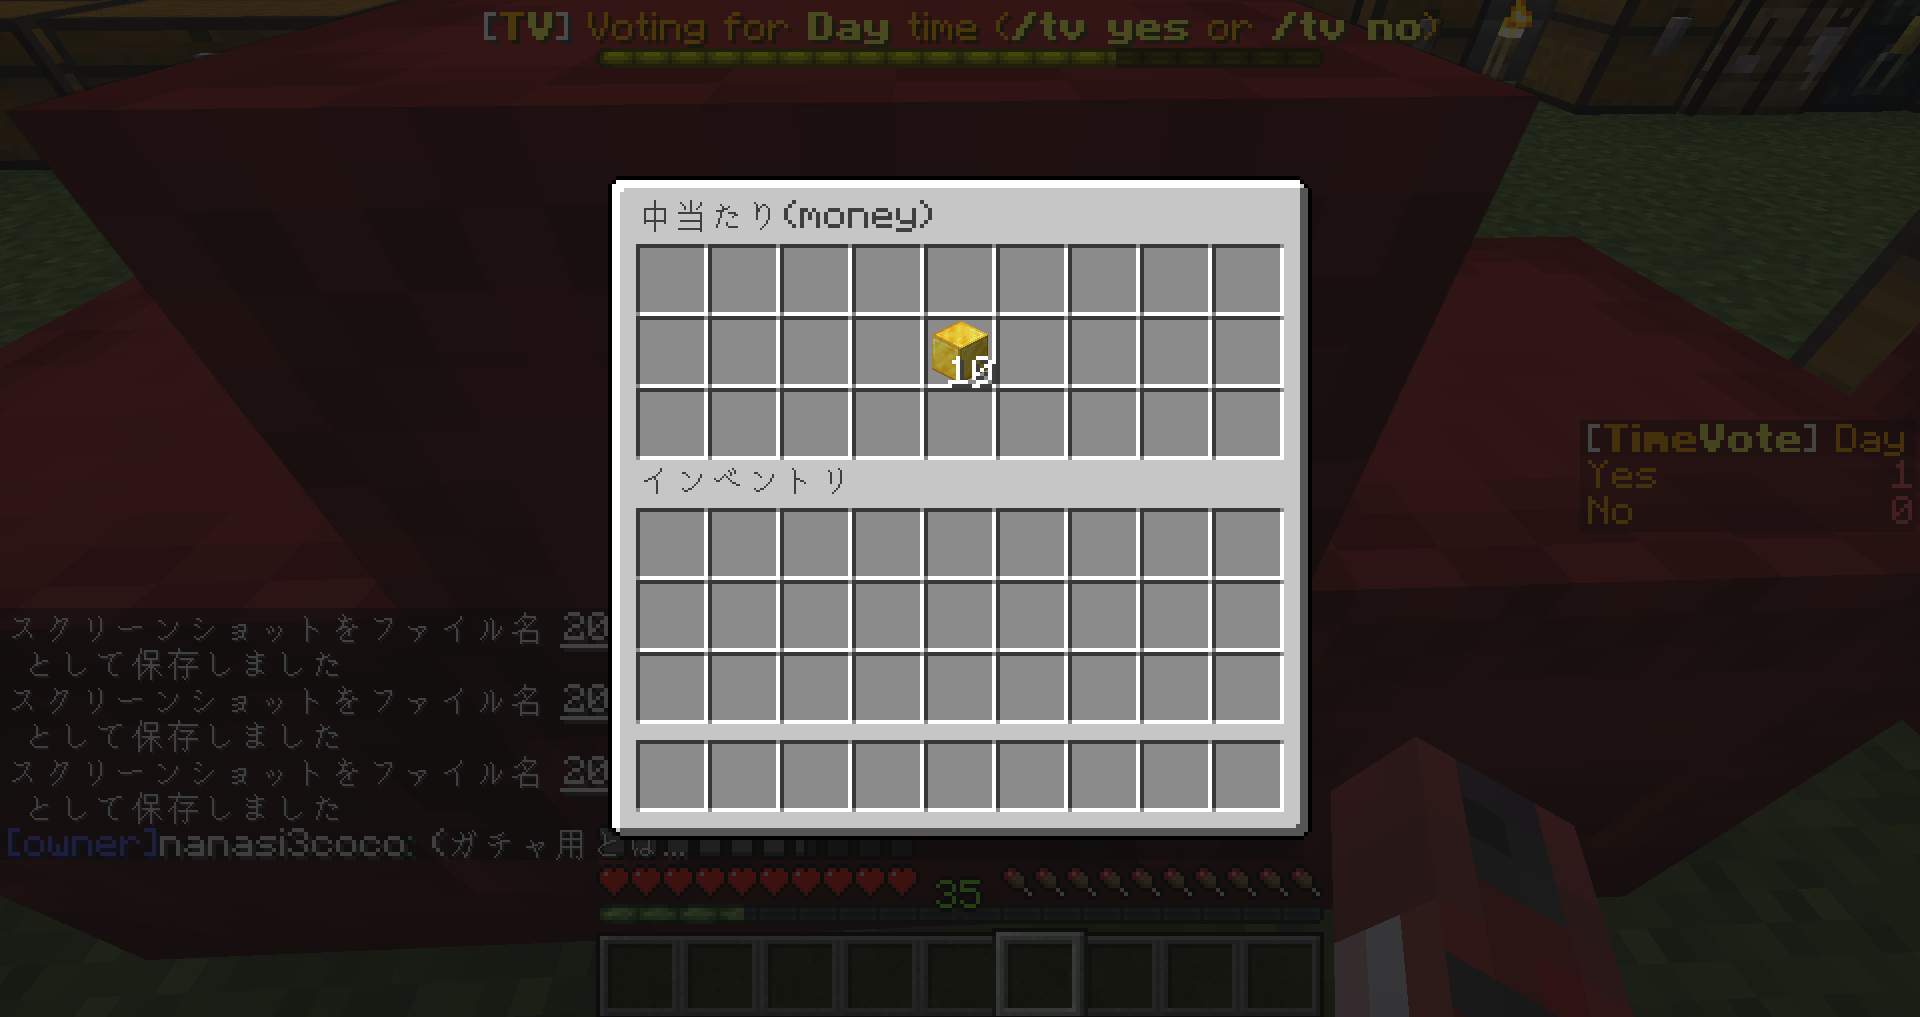 [TV] Voting for Day time (/tv yes or /tv no)
中当たり(money)
10
インベントリ
[TimeVote] Day
Yes 1
No 0
スクリーンショットをファイル名 20
として保存しました
スクリーンショットをファイル名 20
として保存しました
スクリーンショットをファイル名 20
として保存しました
[owner]nanasi3coco: (ガチャ用とは...
35